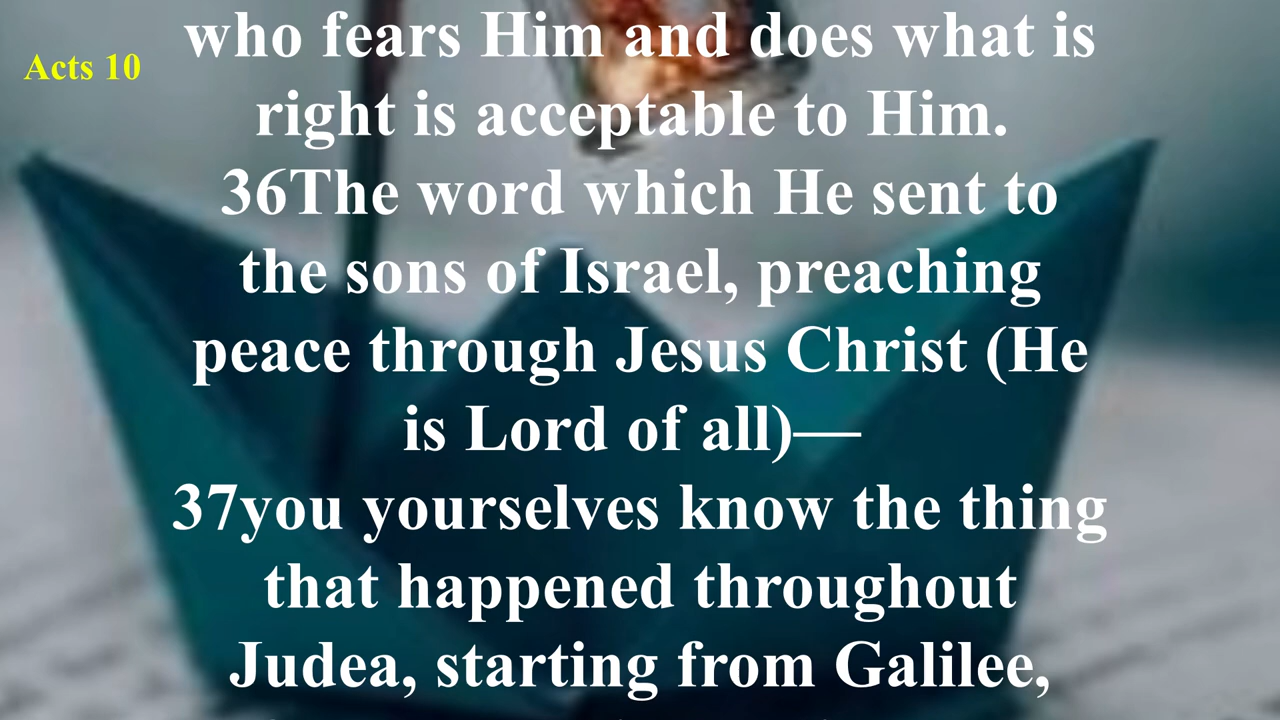 Acts 10
who fears Him and does what is
right is acceptable to Him.
36The word which He sent to
the sons of Israel, preaching
peace through Jesus Christ (He
is Lord of all)—
37you yourselves know the thing
that happened throughout
Judea, starting from Galilee,